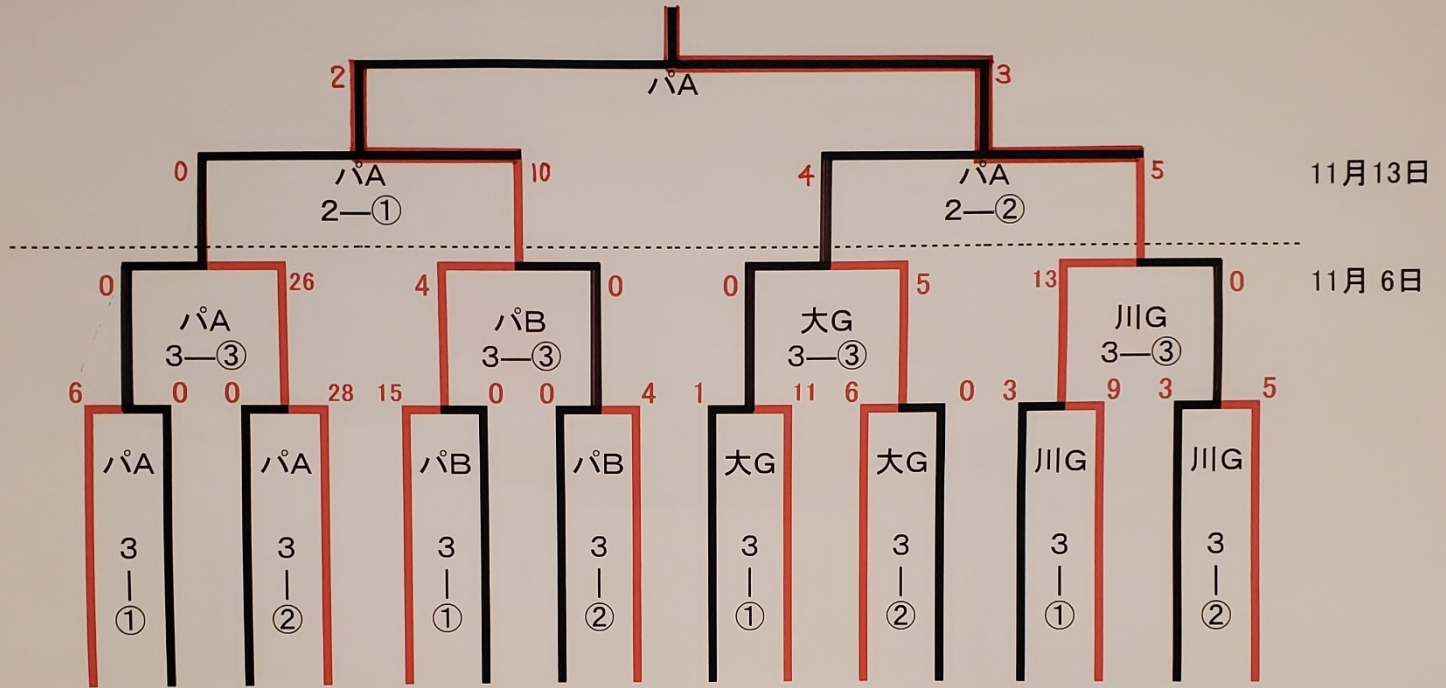 2 3
パA
0 10 4 5
パA パA 11月13日
2―① 2―②
0 26 4 0 0 5 13 0 11月 6日
パA パB 大G 川G
3―③ 3―③ 3―③ 3―③
6 0 0 28 15 0 0 4 1 11 6 0 3 9 3 5
パA パA パB パB 大G 大G 川G 川G
3 3 3 3 3 3 3 3
| | | | | | | |
① ② ① ② ① ② ① ②